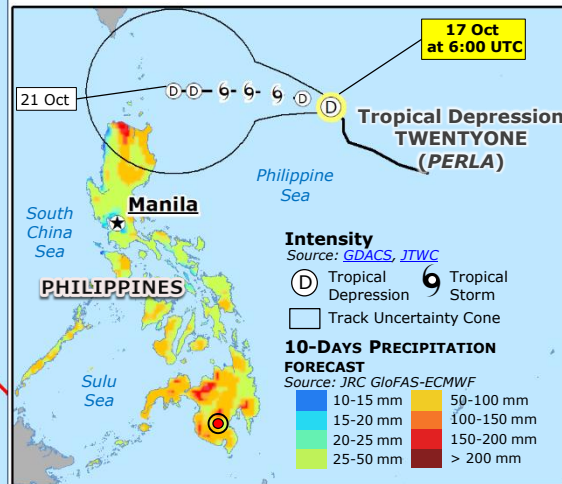 17 Oct
at 6:00 UTC
D
D
D
D
21 Oct
Tropical Depression
TWENTYONE
(PERLA)
Philippine
Sea
Manila
South
China
Sea
PHILIPPINES
Sulu
Sea
Intensity
Source: GDACS, JTWC
D Tropical Depression
Tropical Storm
Track Uncertainty Cone
10-DAYS PRECIPITATION
FORECAST
Source: JRC GloFAS-ECMWF
10-15 mm 50-100 mm
15-20 mm 100-150 mm
20-25 mm 150-200 mm
25-50 mm > 200 mm